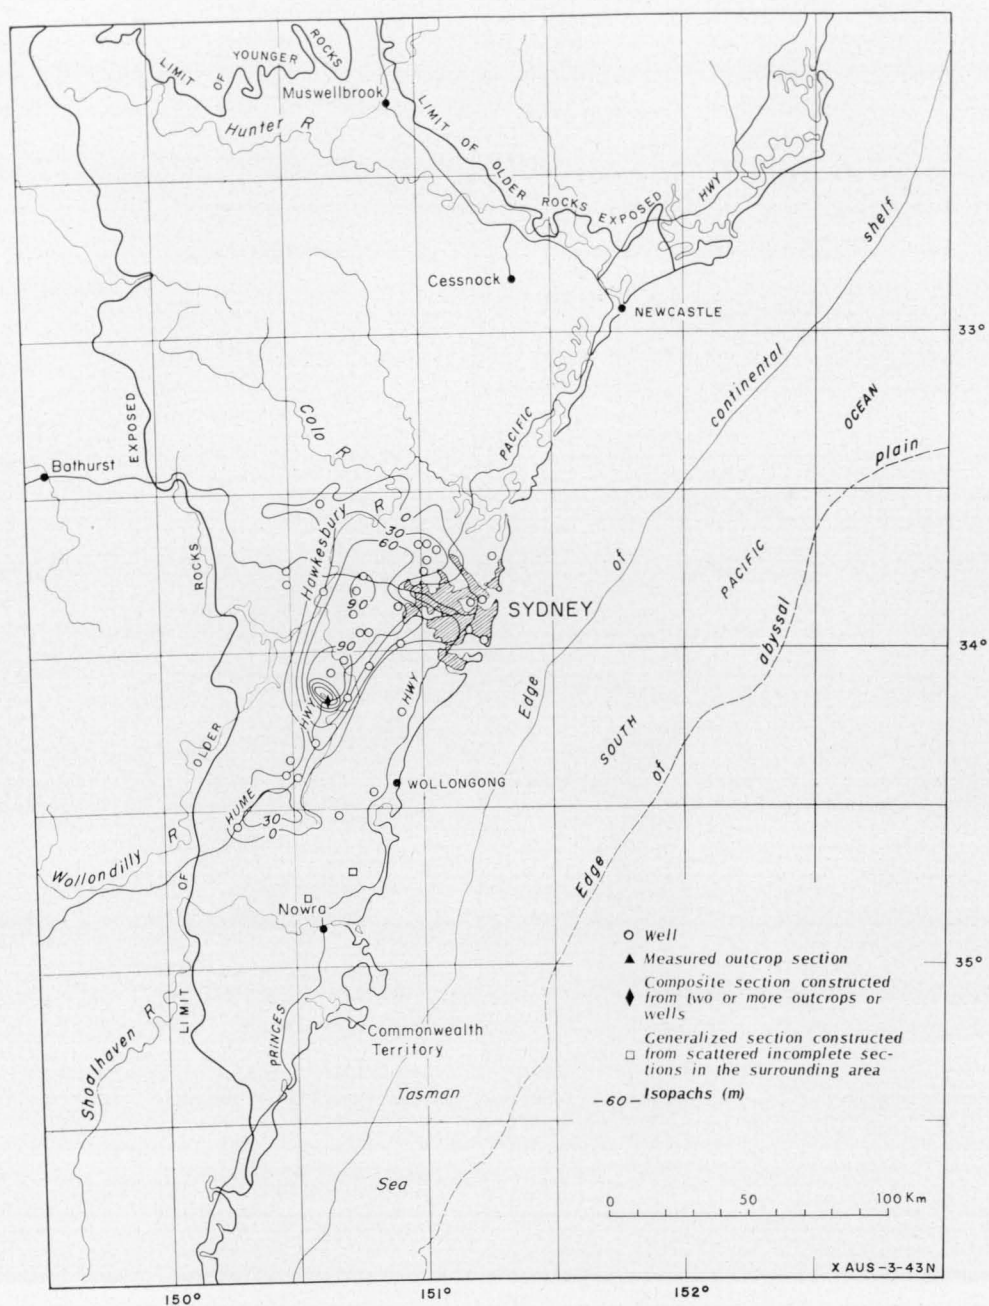 LIMIT OF YOUNGER ROCKS
Muswellbrook
Hunter R
LIMIT OF OLDER ROCKS EXPOSED
HWY
shelf
Cessnock
NEWCASTLE
33°
continental
OCEAN
EXPOSED
Colo R
PACIFIC
plain
Bathurst
Hawkesbury R
30
60
of
PACIFIC
ROCKS
90
SYDNEY
abyssal
90
34°
HWY
HWY
Edge
OLDER
SOUTH
of
WOLLONGONG
HUME
30
0
Wollondilly R
Edge
OF
Nowra
Well
Measured outcrop section
35°
Composite section constructed
from two or more outcrops or
wells
LIMIT
Shoalhaven R
PRINCES
Commonwealth
Territory
Generalized section constructed
from scattered incomplete sec-
tions in the surrounding area
-60- Isopachs (m)
Tasman
Sea
0 50 100 Km
X AUS-3-43N
150° 151° 152°